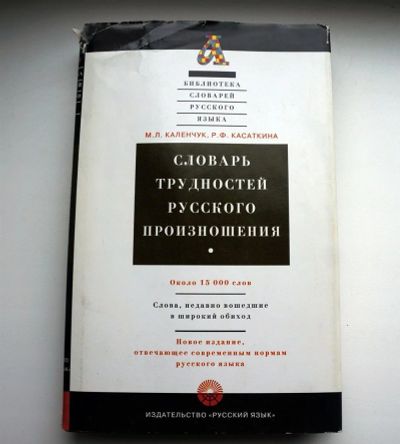 БИБЛИОТЕКА
СЛОВАРЕЙ
РУССКОГО
ЯЗЫКА
М.Л. КАЛЕНЧУК, Р.Ф. КАСАТКИНА
СЛОВАРЬ
ТРУДНОСТЕЙ
РУССКОГО
ПРОИЗНОШЕНИЯ
Около 15 000 слов
Слова, недавно вошедшие
в широкий обиход
Новое издание,
отвечающее современным нормам
русского языка
ИЗДАТЕЛЬСТВО «РУССКИЙ ЯЗЫК»